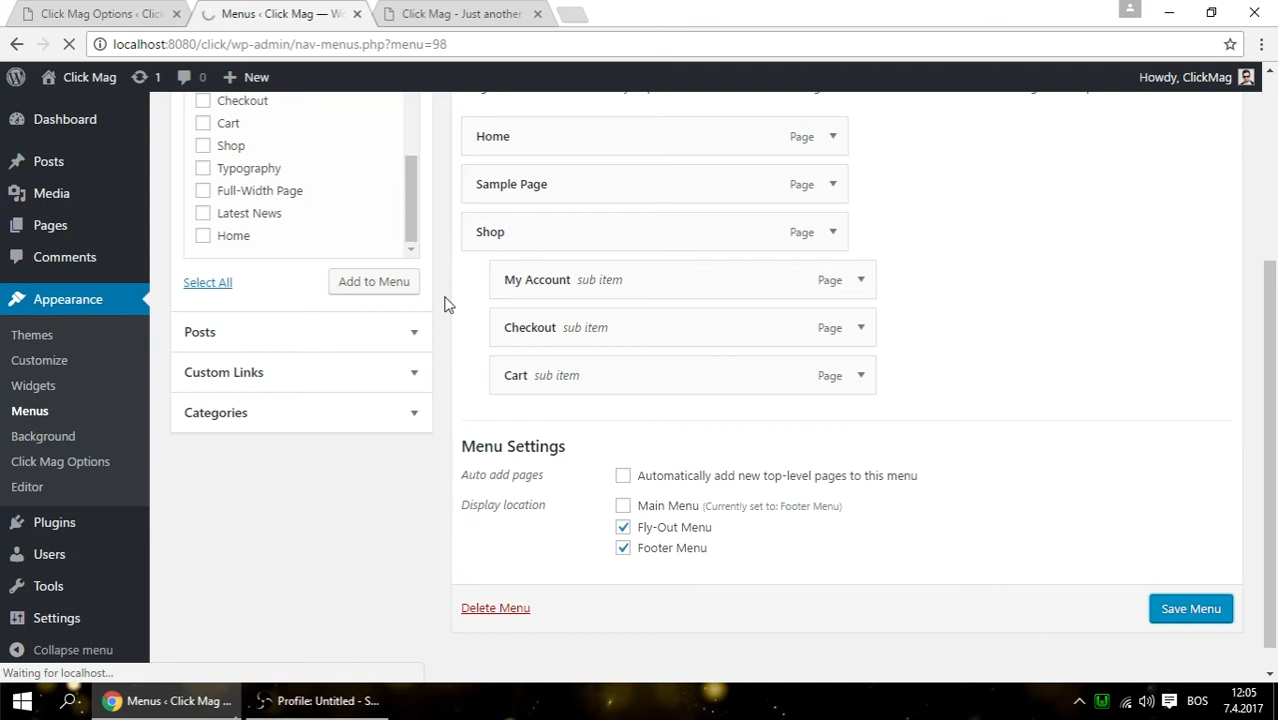 Click Mag Options ‹ Click
Menus ‹ Click Mag — Wo
Click Mag - Just another
localhost:8080/click/wp-admin/nav-menus.php?menu=98
Click Mag 1 0 New Howdy, ClickMag
Dashboard
Posts
Media
Pages
Comments
Appearance
Themes
Customize
Widgets
Menus
Background
Click Mag Options
Editor
Plugins
Users
Tools
Settings
Collapse menu
Checkout
Cart
Shop
Typography
Full-Width Page
Latest News
Home
Select All Add to Menu
Posts
Custom Links
Categories
Home Page
Sample Page Page
Shop Page
My Account sub item Page
Checkout sub item Page
Cart sub item Page
Menu Settings
Auto add pages Automatically add new top-level pages to this menu
Display location Main Menu (Currently set to: Footer Menu)
Fly-Out Menu
Footer Menu
Delete Menu Save Menu
Waiting for localhost...
Menus ‹ Click Mag ...
Profile: Untitled - S...
BOS
12:05
7.4.2017